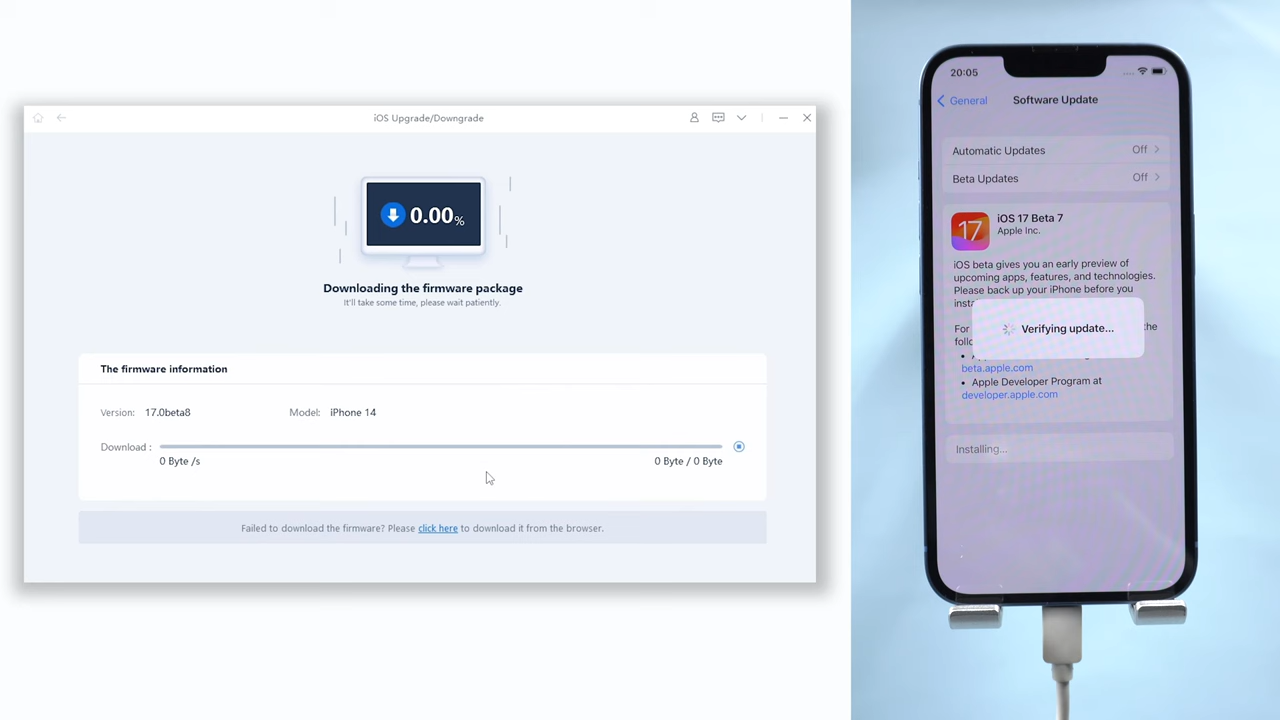 iOS Upgrade/Downgrade
0.00%
Downloading the firmware package
It'll take some time, please wait patiently.
The firmware information
Version: 17.0beta8 Model: iPhone 14
Download :
0 Byte /s 0 Byte / 0 Byte
Failed to download the firmware? Please click here to download it from the browser.
20:05
General Software Update
Automatic Updates Off
Beta Updates Off
17
iOS 17 Beta 7
Apple Inc.
iOS beta gives you an early preview of
upcoming apps, features, and technologies.
Please back up your iPhone before you
For the
Verifying update...
beta.apple.com
• Apple Developer Program at
developer.apple.com
Installing...